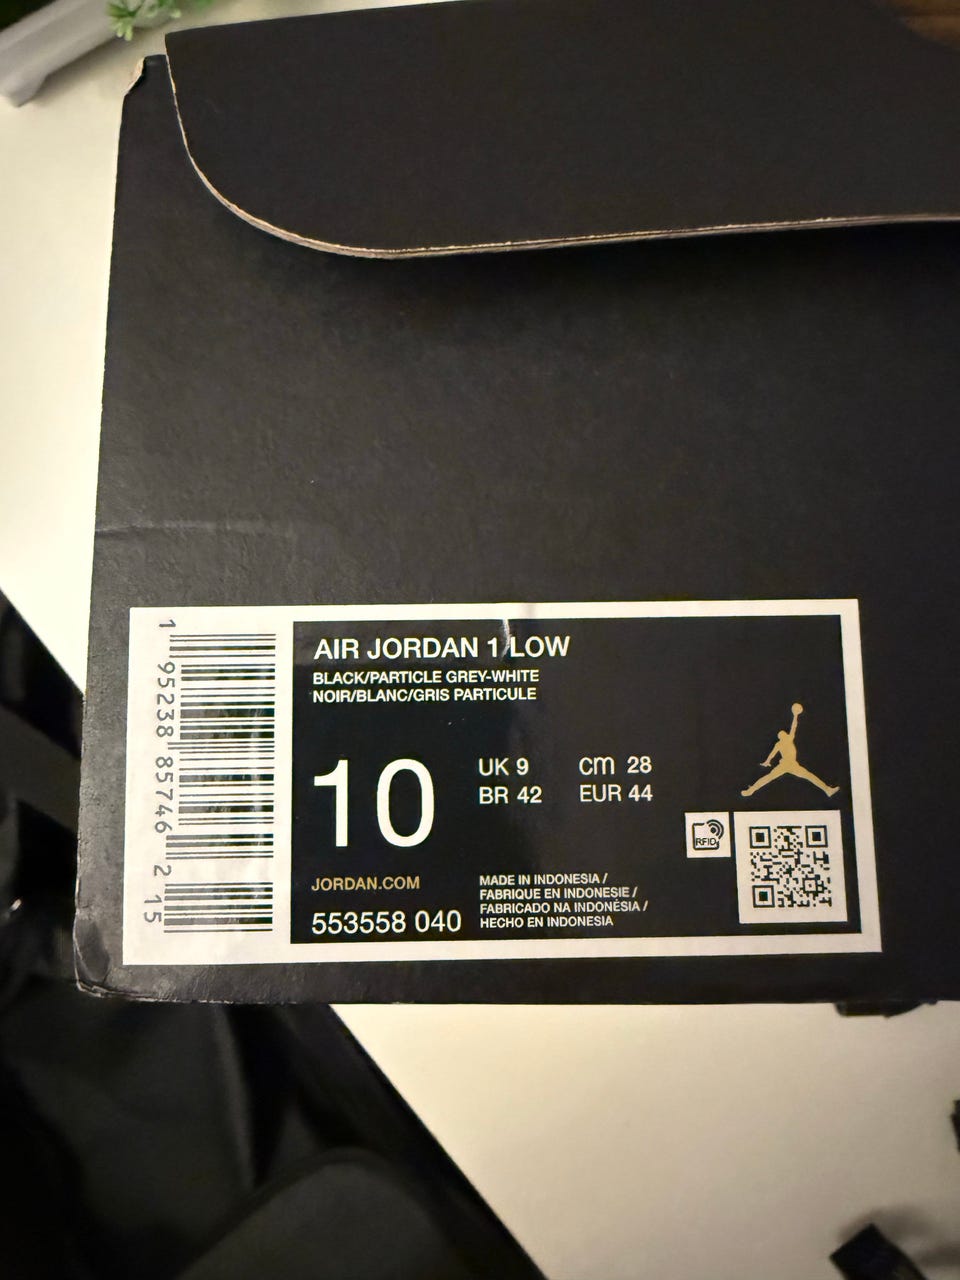 1 95238 85746 2 15
AIR JORDAN 1 LOW
BLACK/PARTICLE GREY-WHITE
NOIR/BLANC/GRIS PARTICULE
10
UK 9 cm 28
BR 42 EUR 44
RFID
JORDAN.COM
553558 040
MADE IN INDONESIA /
FABRIQUE EN INDONESIE /
FABRICADO NA INDONÉSIA /
HECHO EN INDONESIA